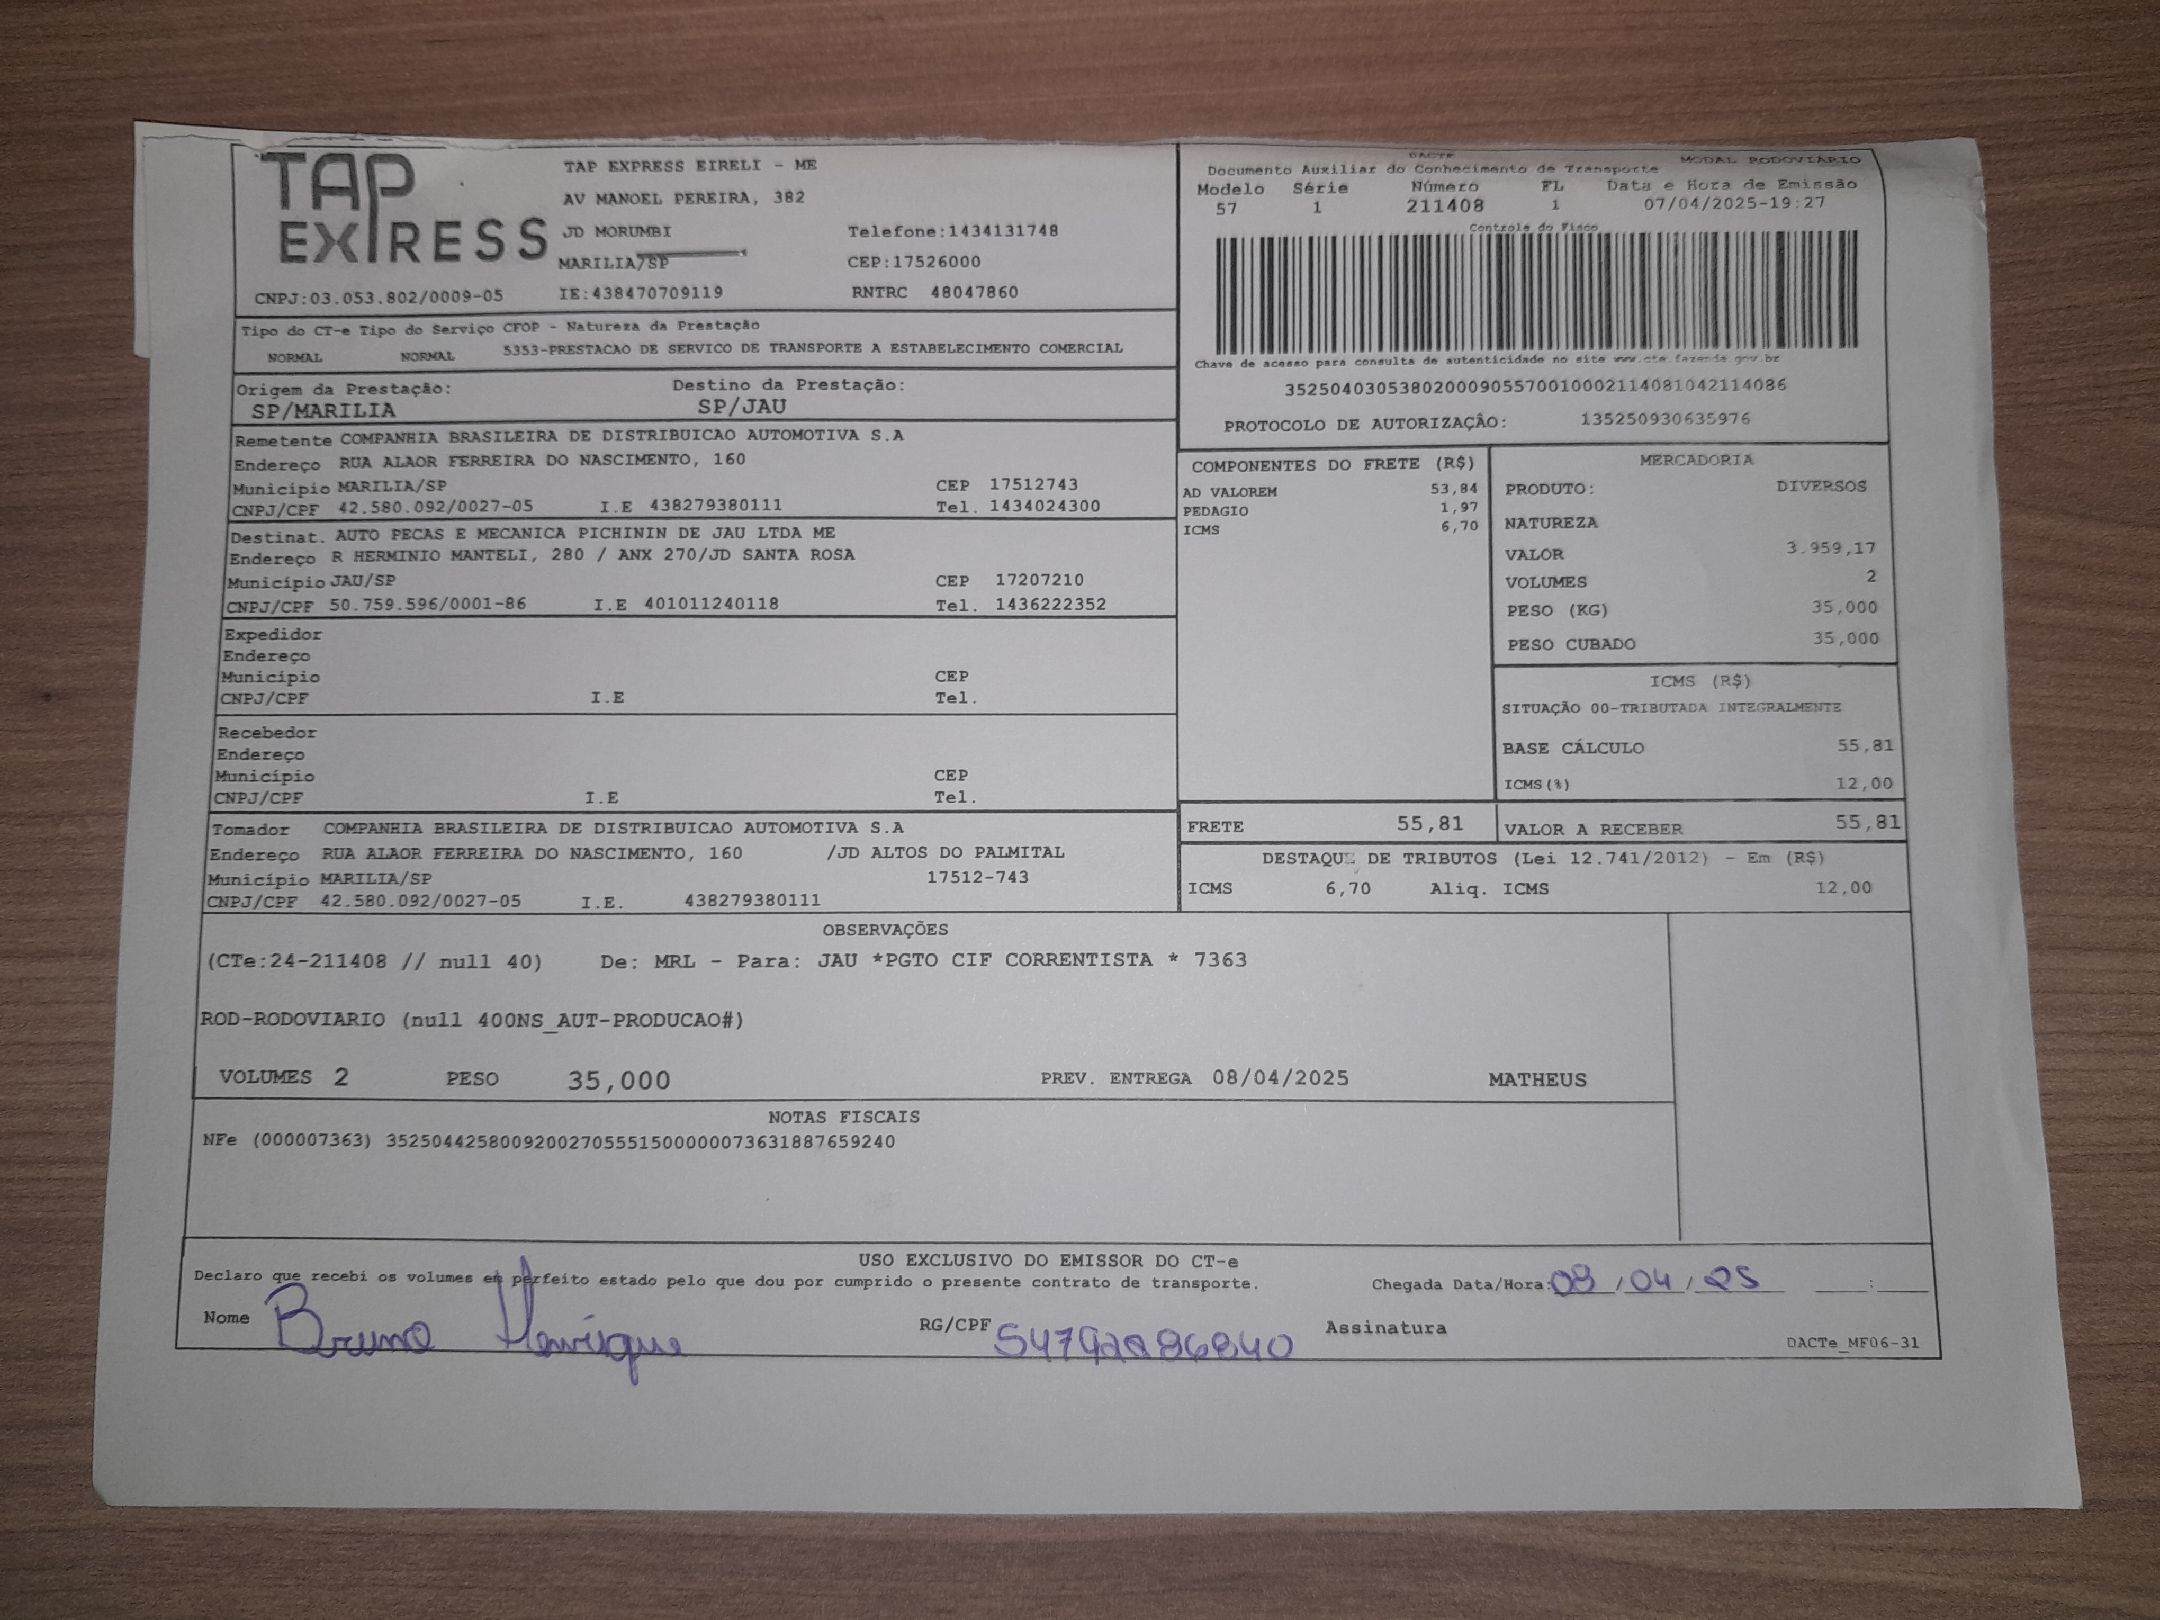 TAP EXPRESS
TAP EXPRESS EIRELI - ME
AV MANOEL PEREIRA, 382
JD MORUMBI Telefone:1434131748
MARILIA/SP CEP:17526000
CNPJ:03.053.802/0009-05 IE:438470709119 RNTRC 48047860
DACTE MODAL RODOVIÁRIO
Documento Auxiliar do Conhecimento de Transporte
Modelo Série Número FL Data e Hora de Emissão
57 1 211408 1 07/04/2025-19:27
Controle do Fisco
Chave de acesso para consulta de autenticidade no site www.cte.fazenda.gov.br
35250403053802000905570010002114081042114086
PROTOCOLO DE AUTORIZAÇÂO: 135250930635976
Tipo do CT-e Tipo do Serviço CFOP - Natureza da Prestação
NORMAL NORMAL 5353-PRESTACAO DE SERVICO DE TRANSPORTE A ESTABELECIMENTO COMERCIAL
Origem da Prestação: Destino da Prestação:
SP/MARILIA SP/JAU
Remetente COMPANHIA BRASILEIRA DE DISTRIBUICAO AUTOMOTIVA S.A
Endereço RUA ALAOR FERREIRA DO NASCIMENTO, 160
Município MARILIA/SP CEP 17512743
CNPJ/CPF 42.580.092/0027-05 I.E 438279380111 Tel. 1434024300
Destinat. AUTO PECAS E MECANICA PICHININ DE JAU LTDA ME
Endereço R HERMINIO MANTELI, 280 / ANX 270/JD SANTA ROSA
Município JAU/SP CEP 17207210
CNPJ/CPF 50.759.596/0001-86 I.E 401011240118 Tel. 1436222352
Expedidor
Endereço
Município CEP
CNPJ/CPF I.E Tel.
Recebedor
Endereço
Município CEP
CNPJ/CPF I.E Tel.
Tomador COMPANHIA BRASILEIRA DE DISTRIBUICAO AUTOMOTIVA S.A
Endereço RUA ALAOR FERREIRA DO NASCIMENTO, 160 /JD ALTOS DO PALMITAL
Município MARILIA/SP 17512-743
CNPJ/CPF 42.580.092/0027-05 I.E. 438279380111
COMPONENTES DO FRETE (R$)
AD VALOREM 53,84
PEDAGIO 1,97
ICMS 6,70
MERCADORIA
PRODUTO: DIVERSOS
NATUREZA
VALOR 3.959,17
VOLUMES 2
PESO (KG) 35,000
PESO CUBADO 35,000
ICMS (R$)
SITUAÇÃO 00-TRIBUTADA INTEGRALMENTE
BASE CÁLCULO 55,81
ICMS(%) 12,00
FRETE 55,81 VALOR A RECEBER 55,81
DESTAQUE DE TRIBUTOS (Lei 12.741/2012) - Em (R$)
ICMS 6,70 Aliq. ICMS 12,00
OBSERVAÇÕES
(CTe:24-211408 // null 40) De: MRL - Para: JAU *PGTO CIF CORRENTISTA * 7363
ROD-RODOVIARIO (null 400NS_AUT-PRODUCAO#)
VOLUMES 2 PESO 35,000 PREV. ENTREGA 08/04/2025 MATHEUS
NOTAS FISCAIS
NFe (000007363) 35250442580092002705551500000073631887659240
USO EXCLUSIVO DO EMISSOR DO CT-e
Declaro que recebi os volumes em perfeito estado pelo que dou por cumprido o presente contrato de transporte. Chegada Data/Hora: 08/04/25 :
Nome Bruno Henrique RG/CPF Assinatura
DACTe_MF06-31